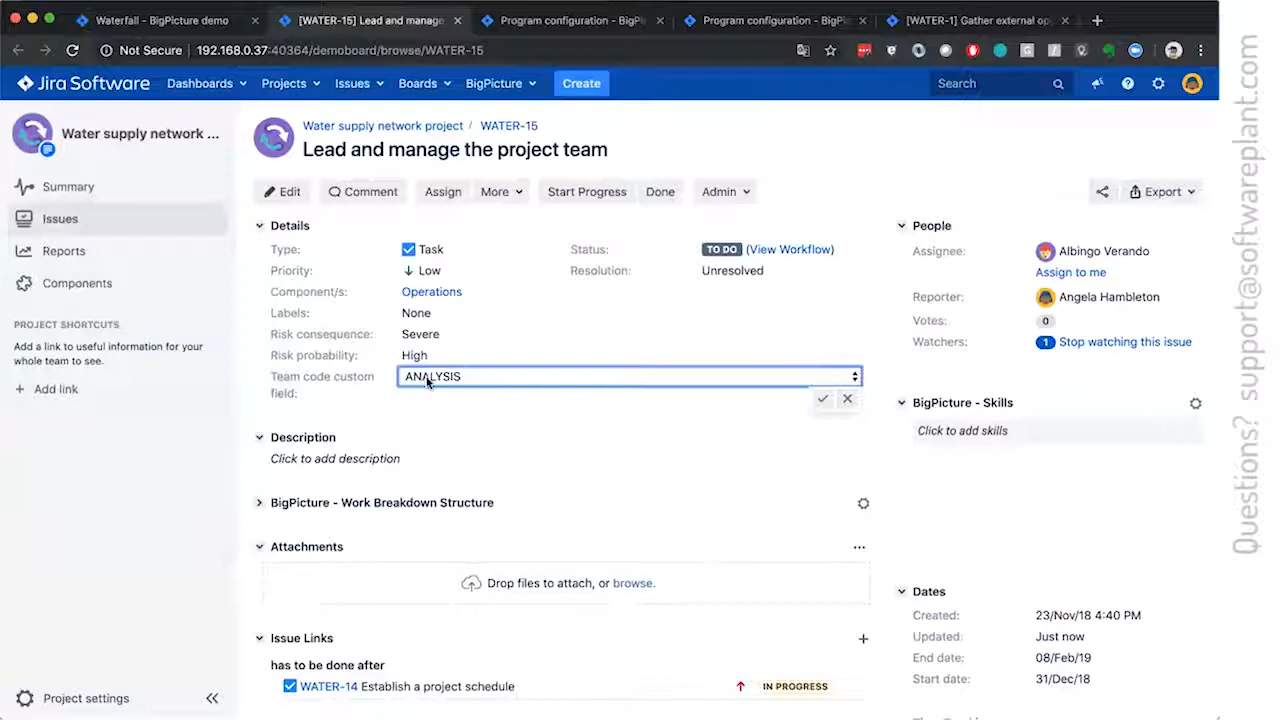 Waterfall - BigPicture demo
[WATER-15] Lead and manage
Program configuration - BigPi
Program configuration - BigPi
[WATER-1] Gather external op
Not Secure
192.168.0.37:40364/demoboard/browse/WATER-15
Jira Software
Dashboards
Projects
Issues
Boards
BigPicture
Create
Search
Water supply network ...
Summary
Issues
Reports
Components
PROJECT SHORTCUTS
Add a link to useful information for your
whole team to see.
+ Add link
Project settings
Water supply network project / WATER-15
Lead and manage the project team
Edit
Comment
Assign
More
Start Progress
Done
Admin
Export
Details
Type: Task
Status: TO DO (View Workflow)
Priority: Low
Resolution: Unresolved
Component/s: Operations
Labels: None
Risk consequence: Severe
Risk probability: High
Team code custom
field:
ANALYSIS
Description
Click to add description
BigPicture - Work Breakdown Structure
Attachments
Drop files to attach, or browse.
Issue Links
has to be done after
WATER-14 Establish a project schedule
IN PROGRESS
People
Assignee: Albingo Verando
Assign to me
Reporter: Angela Hambleton
Votes: 0
Watchers: 1 Stop watching this issue
BigPicture - Skills
Click to add skills
Dates
Created: 23/Nov/18 4:40 PM
Updated: Just now
End date: 08/Feb/19
Start date: 31/Dec/18
Questions? support@softwareplant.com